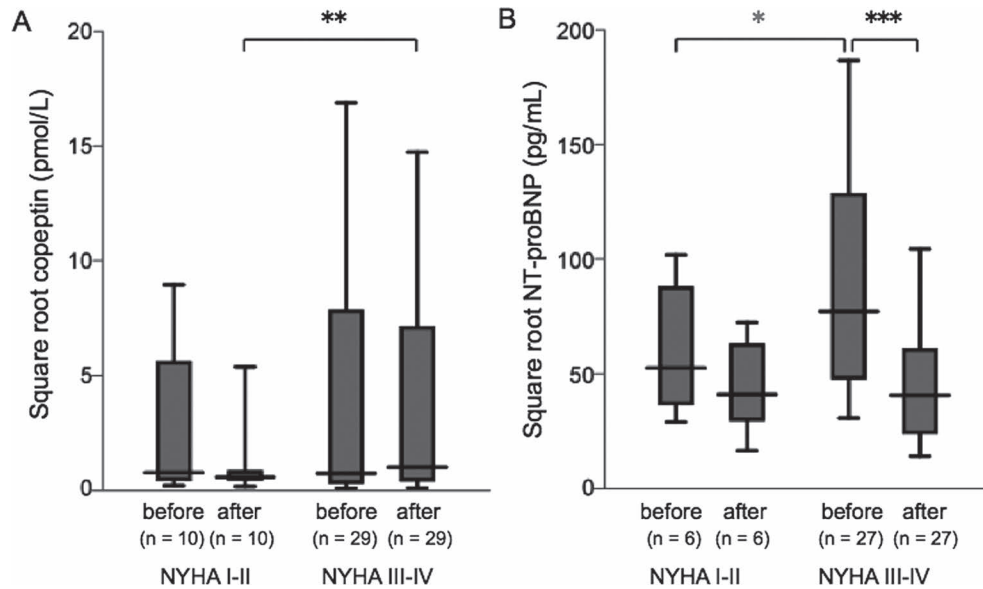 A
**
20
15
10
5
0
Square root copeptin (pmol/L)
before after before after
(n = 10) (n = 10) (n = 29) (n = 29)
NYHA I-II NYHA III-IV
B
* ***
200
150
100
50
0
Square root NT-proBNP (pg/mL)
before after before after
(n = 6) (n = 6) (n = 27) (n = 27)
NYHA I-II NYHA III-IV